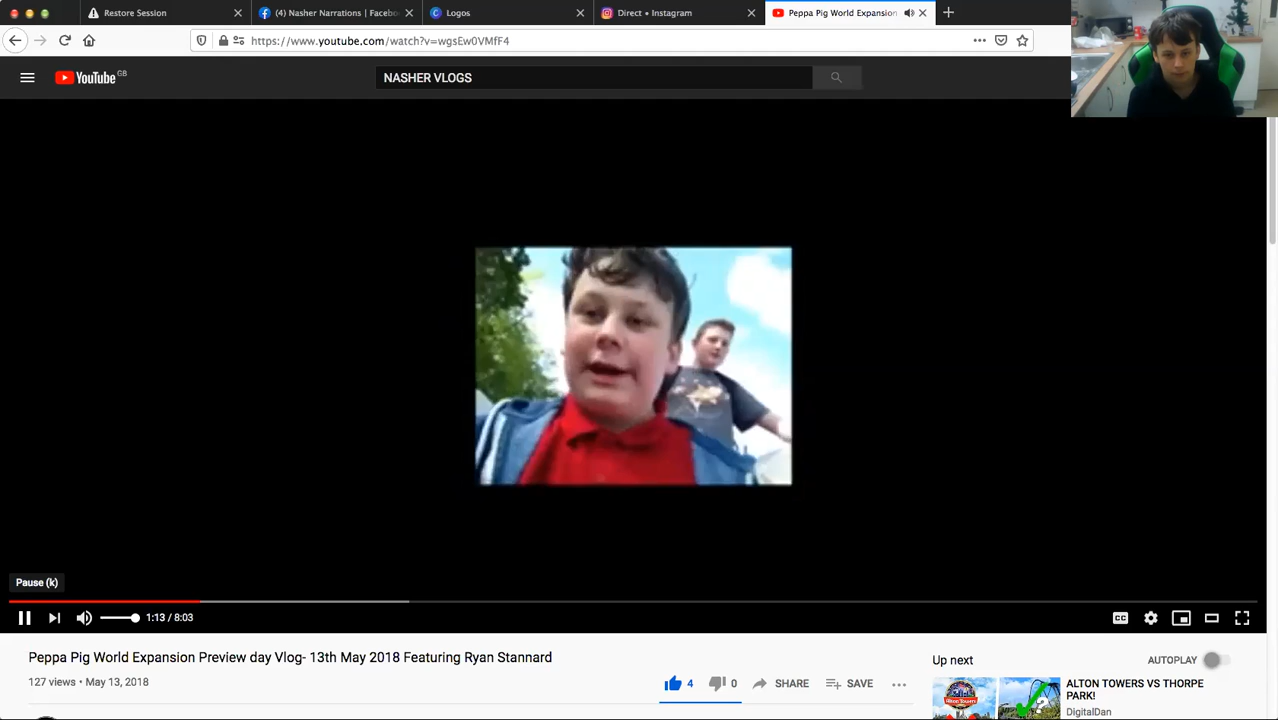 Restore Session
(4) Nasher Narrations | Facebo
Logos
Direct • Instagram
Peppa Pig World Expansion
https://www.youtube.com/watch?v=wgsEw0VMfF4
YouTube GB
NASHER VLOGS
Pause (k)
1:13 / 8:03
CC
Peppa Pig World Expansion Preview day Vlog- 13th May 2018 Featuring Ryan Stannard
127 views • May 13, 2018
4
0
SHARE
SAVE
Up next
AUTOPLAY
ALTON TOWERS VS THORPE
PARK!
DigitalDan